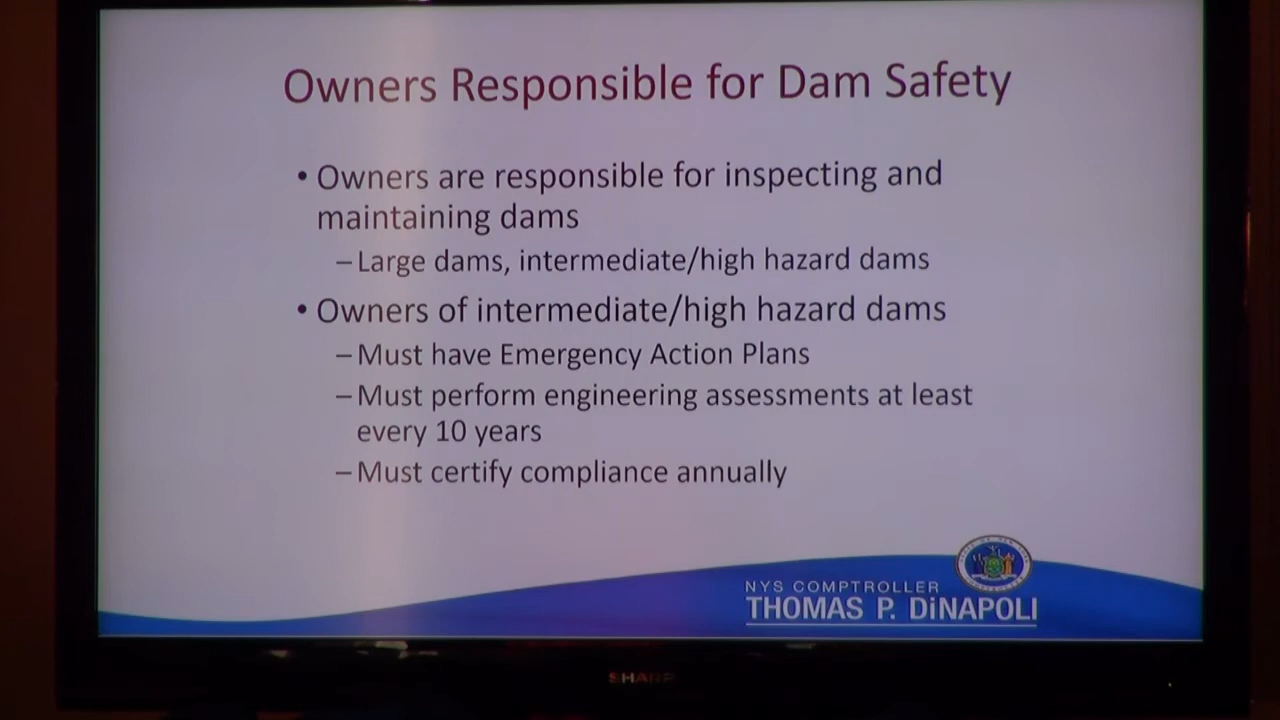 Owners Responsible for Dam Safety
• Owners are responsible for inspecting and
maintaining dams
– Large dams, intermediate/high hazard dams
• Owners of intermediate/high hazard dams
– Must have Emergency Action Plans
– Must perform engineering assessments at least
every 10 years
– Must certify compliance annually
NYS COMPTROLLER
THOMAS P. DiNAPOLI
SHARP